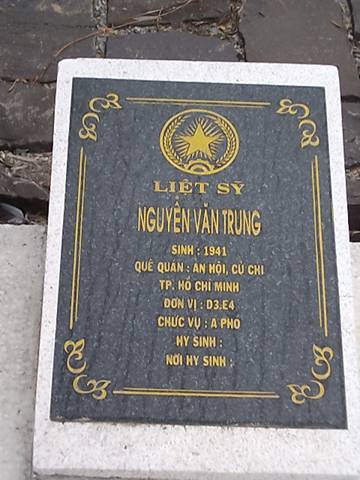 LIỆT SỸ
NGUYỄN VĂN TRUNG
SINH : 1941
QUÊ QUÁN : AN HỘI, CỦ CHI
TP. HỒ CHÍ MINH
ĐƠN VỊ : D3.E4
CHỨC VỤ : A PHÓ
HY SINH :
NƠI HY SINH :